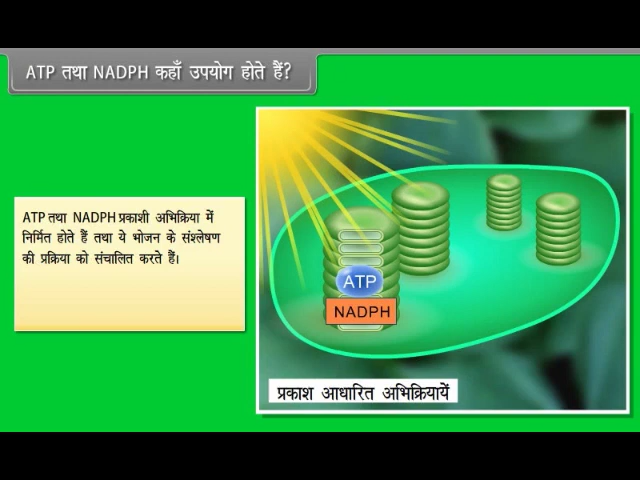 ATP तथा NADPH कहाँ उपयोग होते हैं?
ATP तथा NADPH प्रकाशी अभिक्रिया में
निर्मित होते हैं तथा ये भोजन के संश्लेषण
की प्रक्रिया को संचालित करते हैं।
ATP
NADPH
प्रकाश आधारित अभिक्रियायें